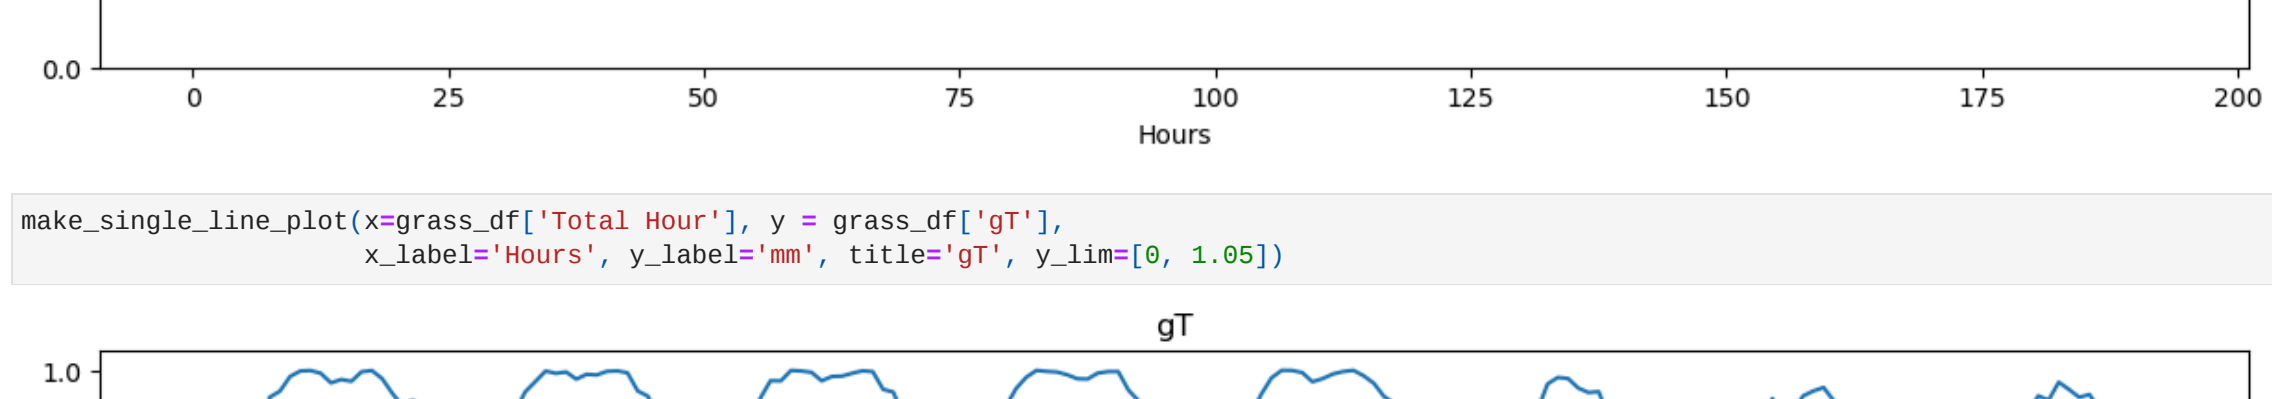 0.0
0 25 50 75 100 125 150 175 200
Hours
make_single_line_plot(x=grass_df['Total Hour'], y = grass_df['gT'],
x_label='Hours', y_label='mm', title='gT', y_lim=[0, 1.05])
gT
1.0